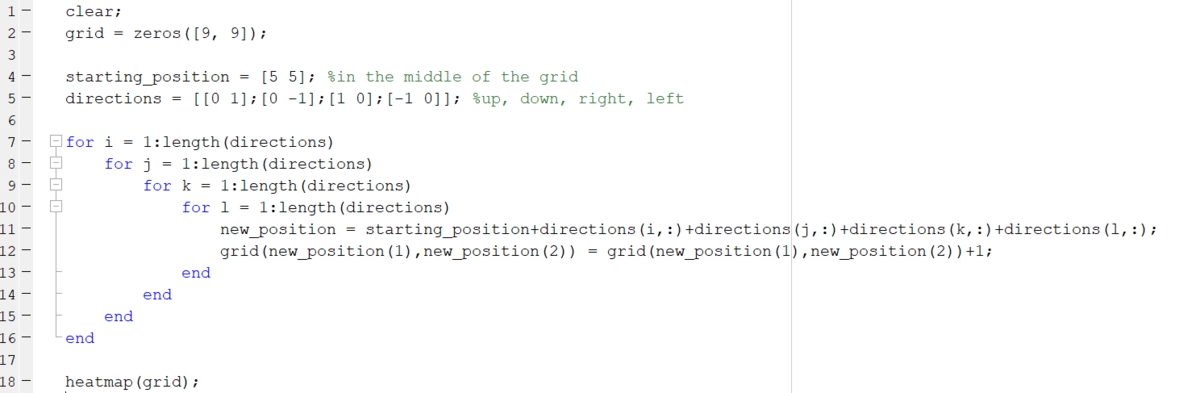 1 clear;
2 grid = zeros([9, 9]);
3
4 starting_position = [5 5]; %in the middle of the grid
5 directions = [[0 1];[0 -1];[1 0];[-1 0]]; %up, down, right, left
6
7 for i = 1:length(directions)
8 for j = 1:length(directions)
9 for k = 1:length(directions)
10 for l = 1:length(directions)
11 new_position = starting_position+directions(i,:)+directions(j,:)+directions(k,:)+directions(l,:);
12 grid(new_position(1),new_position(2)) = grid(new_position(1),new_position(2))+1;
13 end
14 end
15 end
16 end
17
18 heatmap(grid);